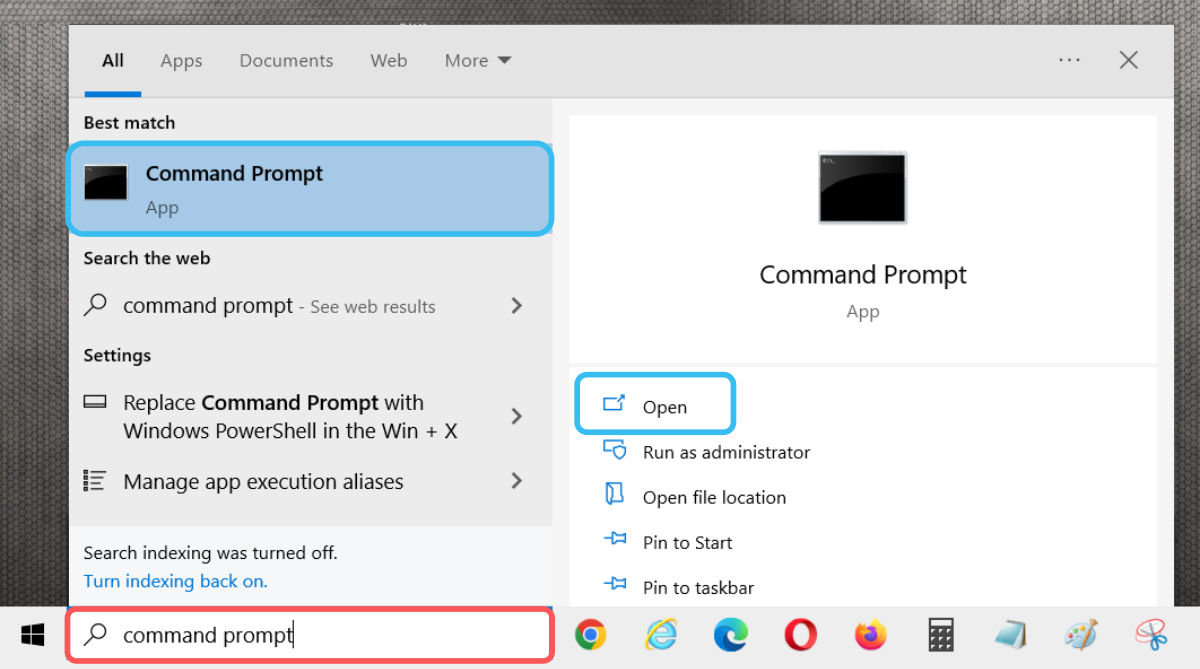 All Apps Documents Web More
Best match
Command Prompt
App
Search the web
command prompt - See web results
Settings
Replace Command Prompt with
Windows PowerShell in the Win + X
Manage app execution aliases
Search indexing was turned off.
Turn indexing back on.
command prompt
Command Prompt
App
Open
Run as administrator
Open file location
Pin to Start
Pin to taskbar